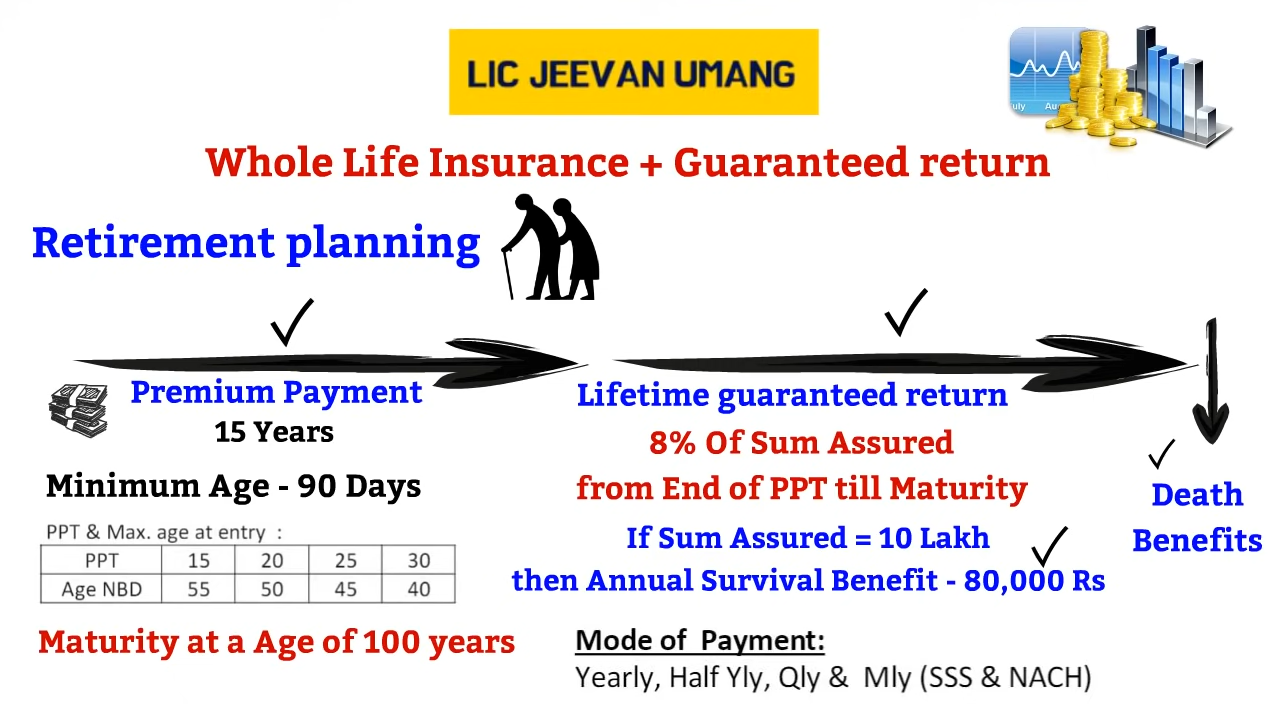 LIC JEEVAN UMANG
uly Au
Whole Life Insurance + Guaranteed return
Retirement planning
Premium Payment
15 Years
Minimum Age - 90 Days
PPT & Max. age at entry :
PPT 15 20 25 30
Age NBD 55 50 45 40
Maturity at a Age of 100 years
Lifetime guaranteed return
8% Of Sum Assured
from End of PPT till Maturity
If Sum Assured = 10 Lakh
then Annual Survival Benefit - 80,000 Rs
Mode of Payment:
Yearly, Half Yly, Qly & Mly (SSS & NACH)
Death
Benefits